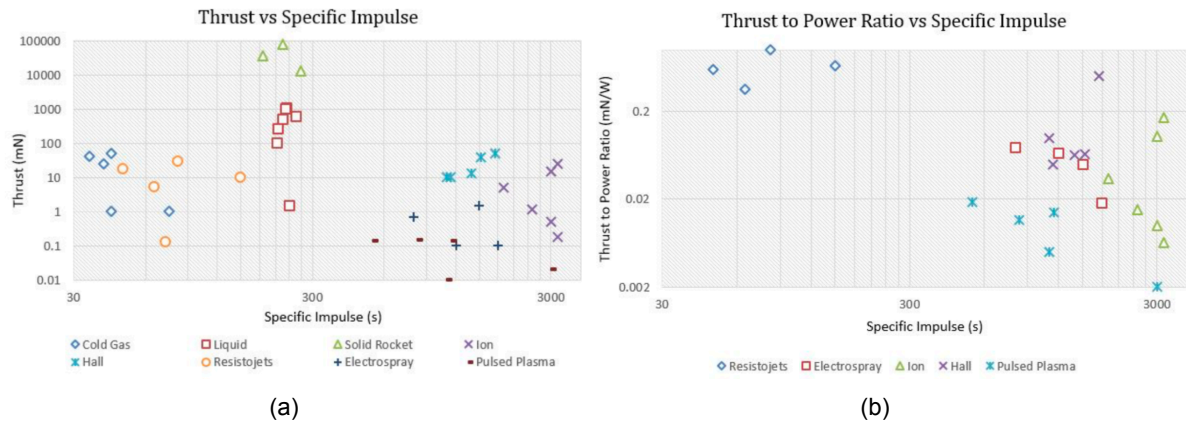 Thrust vs Specific Impulse
100000
10000
1000
100
10
1
0.1
0.01
Thrust (mN)
30 300 3000
Specific Impulse (s)
Cold Gas Liquid Solid Rocket Ion
Hall Resistojets Electrospray Pulsed Plasma
(a)
Thrust to Power Ratio vs Specific Impulse
0.2
0.02
0.002
Thrust to Power Ratio (mN/W)
30 300 3000
Specific Impulse (s)
Resistojets Electrospray Ion Hall Pulsed Plasma
(b)